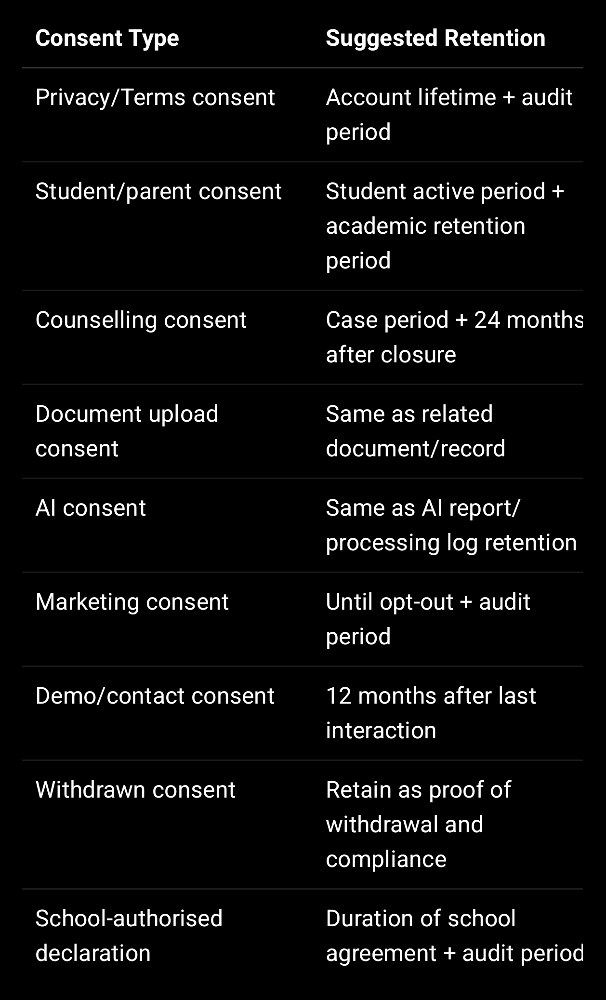 Consent Type
Suggested Retention
Privacy/Terms consent
Account lifetime + audit
period
Student/parent consent
Student active period +
academic retention
period
Counselling consent
Case period + 24 months
after closure
Document upload
consent
Same as related
document/record
AI consent
Same as AI report/
processing log retention
Marketing consent
Until opt-out + audit
period
Demo/contact consent
12 months after last
interaction
Withdrawn consent
Retain as proof of
withdrawal and
compliance
School-authorised
declaration
Duration of school
agreement + audit period